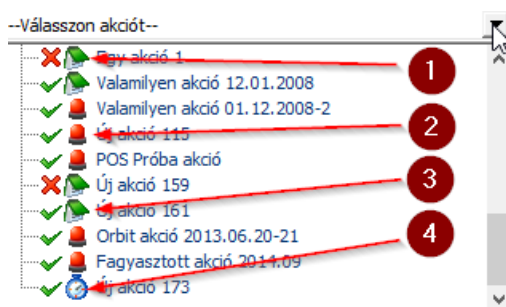 --Válasszon akciót--
Egy akció 1
Valamilyen akció 12.01.2008
Valamilyen akció 01.12.2008-2
Új akció 115
POS Próba akció
Új akció 159
Új akció 161
Orbit akció 2013.06.20-21
Fagyasztott akció 2014.09
Új akció 173
1
2
3
4